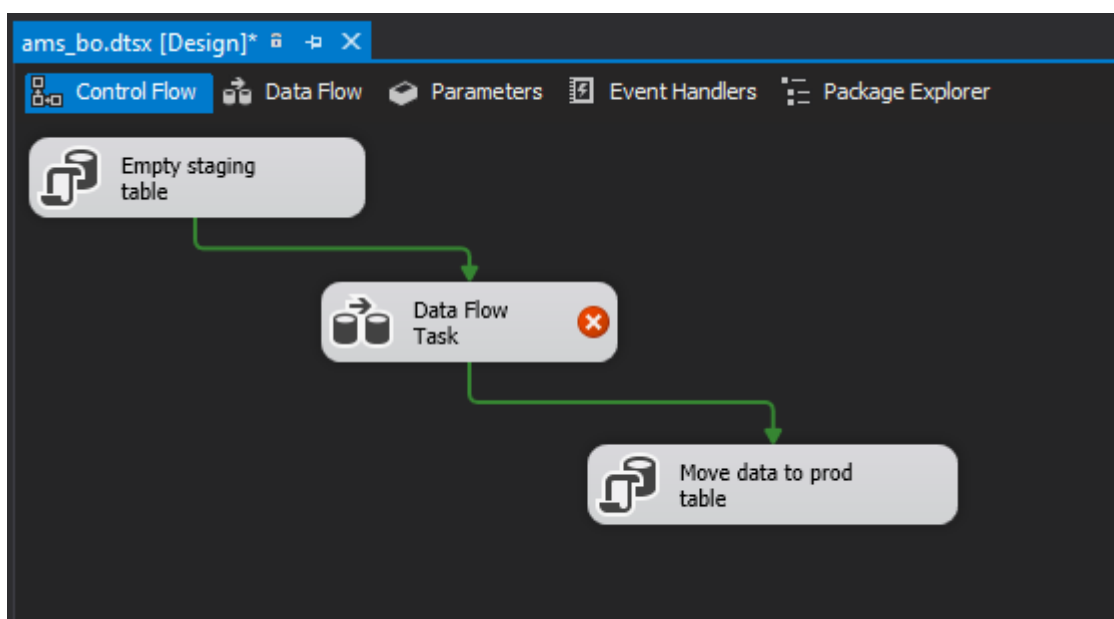 ams_bo.dtsx [Design]*
Control Flow Data Flow Parameters Event Handlers Package Explorer
Empty staging
table
Data Flow
Task
Move data to prod
table